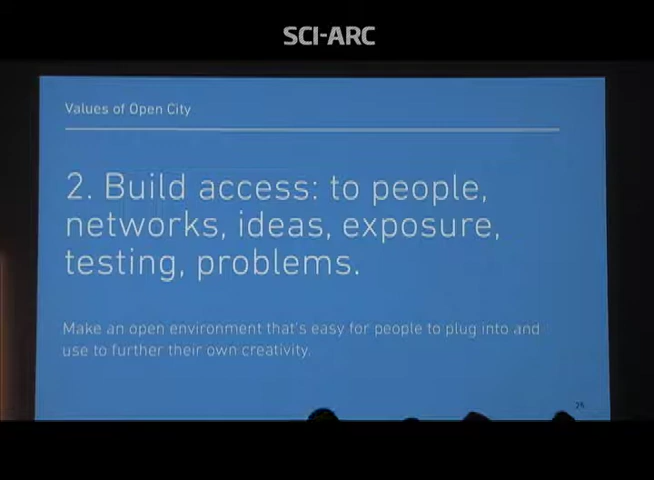 SCI-ARC
Values of Open City
2. Build access: to people,
networks, ideas, exposure,
testing, problems.
Make an open environment that's easy for people to plug into and
use to further their own creativity.